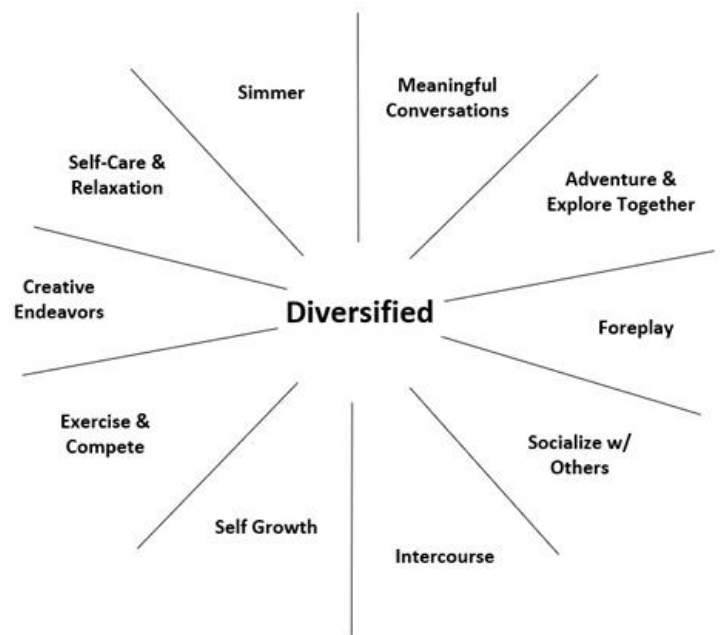 Simmer
Meaningful
Conversations
Self-Care &
Relaxation
Adventure &
Explore Together
Creative
Endeavors
Diversified
Foreplay
Exercise &
Compete
Socialize w/
Others
Self Growth
Intercourse